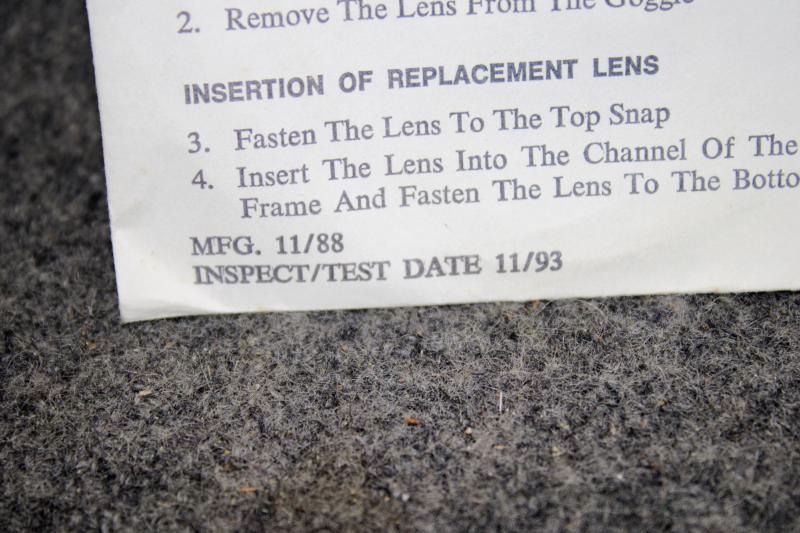 2. Remove The Lens From The Goggle
INSERTION OF REPLACEMENT LENS
3. Fasten The Lens To The Top Snap
4. Insert The Lens Into The Channel Of The
Frame And Fasten The Lens To The Botto
MFG. 11/88
INSPECT/TEST DATE 11/93